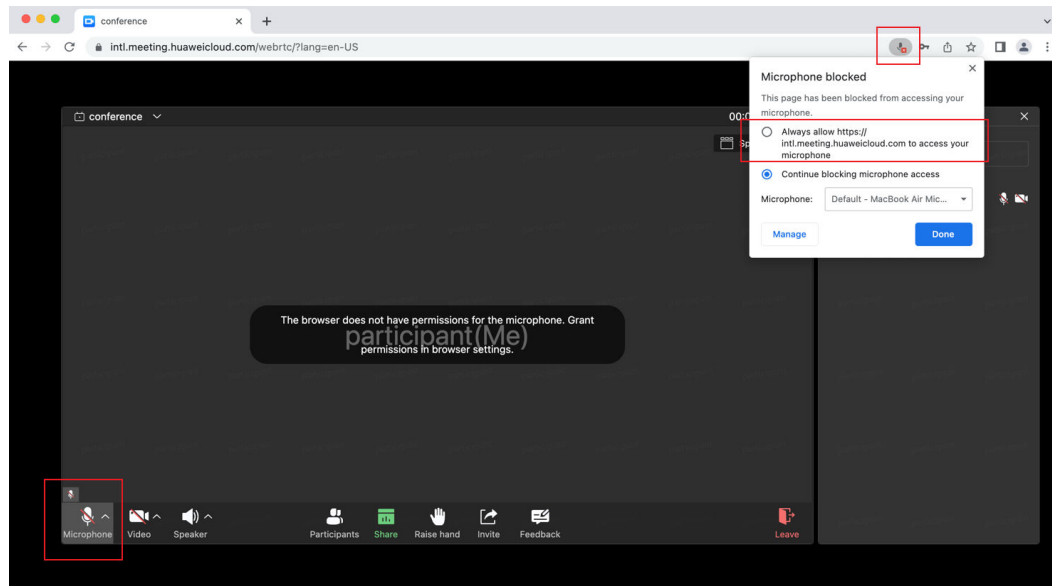 conference
intl.meeting.huaweicloud.com/webrtc/?lang=en-US
Microphone blocked
This page has been blocked from accessing your
microphone.
Always allow https://
intl.meeting.huaweicloud.com to access your
microphone
Continue blocking microphone access
Microphone: Default - MacBook Air Mic...
Manage Done
conference
The browser does not have permissions for the microphone. Grant
participant(Me)
permissions in browser settings.
Microphone Video Speaker Participants Share Raise hand Invite Feedback Leave